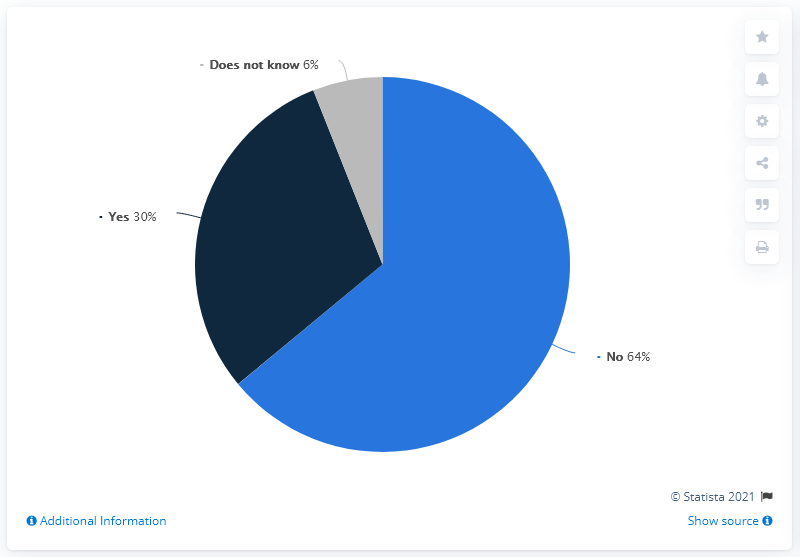 Does not know 6%
Yes 30%
No 64%
© Statista 2021
Additional Information
Show source